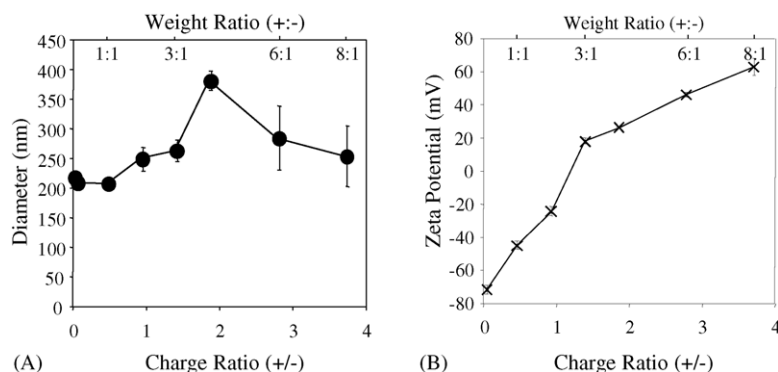 Weight Ratio (+:-)
1:1 3:1 6:1 8:1
450
400
350
300
250
200
150
100
50
0
Diameter (nm)
0 1 2 3 4
(A) Charge Ratio (+/-)
Weight Ratio (+:-)
1:1 3:1 6:1 8:1
80
60
40
20
0
-20
-40
-60
-80
Zeta Potential (mV)
0 1 2 3 4
(B) Charge Ratio (+/-)